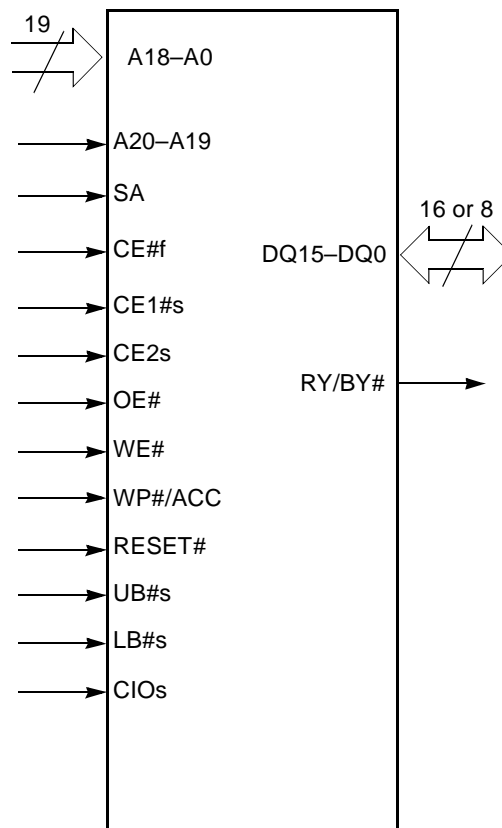 19
A18–A0
A20–A19
SA
16 or 8
CE#f
DQ15–DQ0
CE1#s
CE2s
RY/BY#
OE#
WE#
WP#/ACC
RESET#
UB#s
LB#s
CIOs